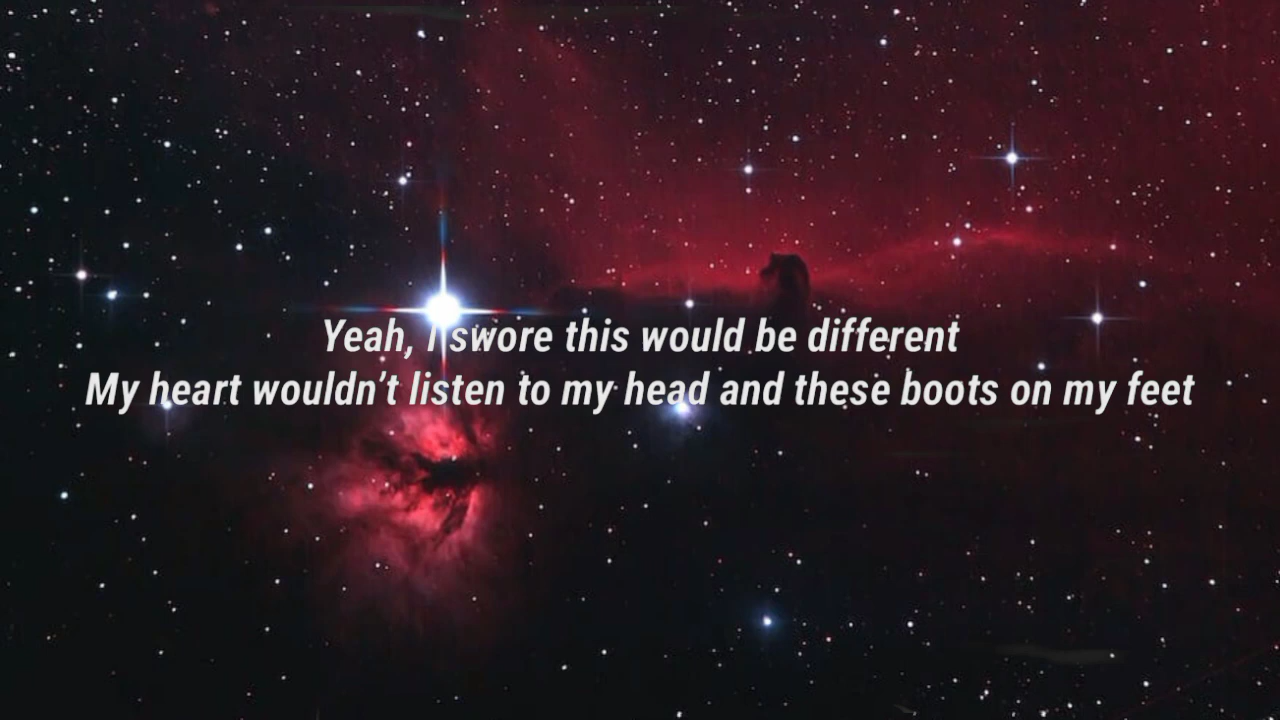 Yeah, I swore this would be different
My heart wouldn’t listen to my head and these boots on my feet